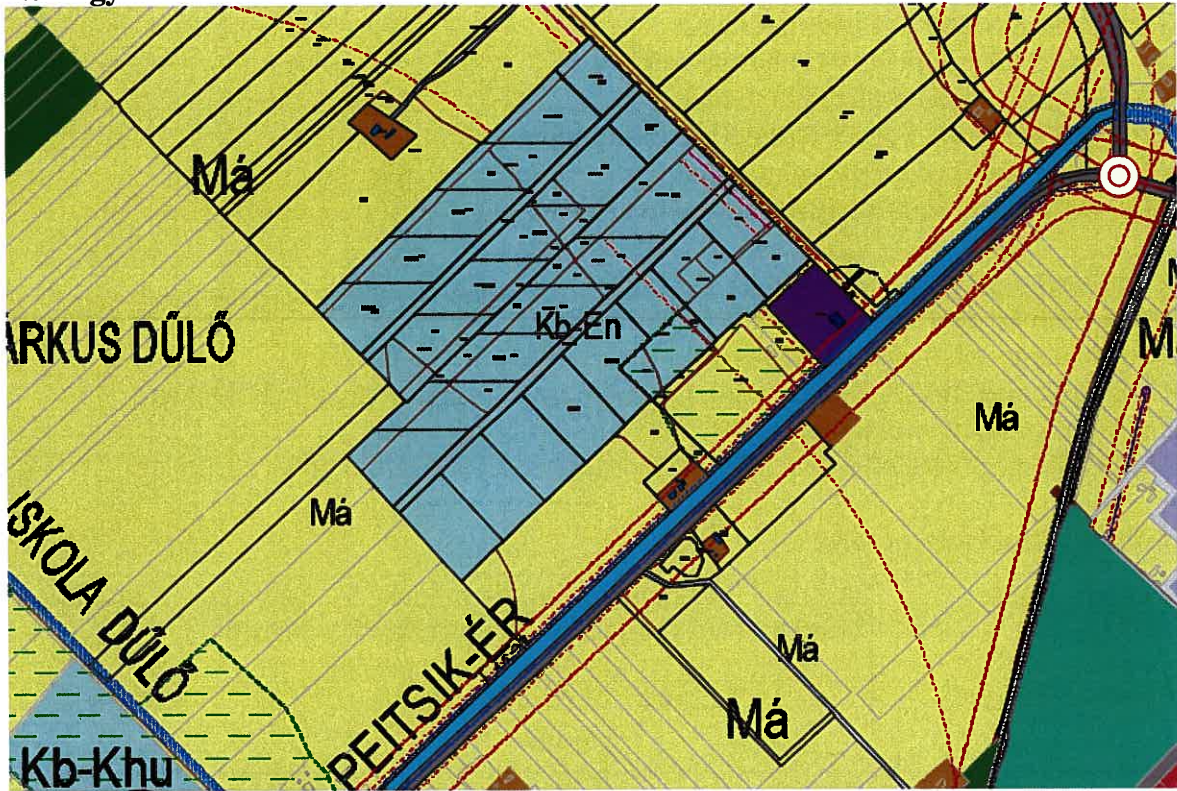 Má
Kb-En
ÁRKUS DŰLŐ
Má
Má
ISKOLA DŰLŐ
PEITSIK-ÉR
Má
Má
Kb-Khu